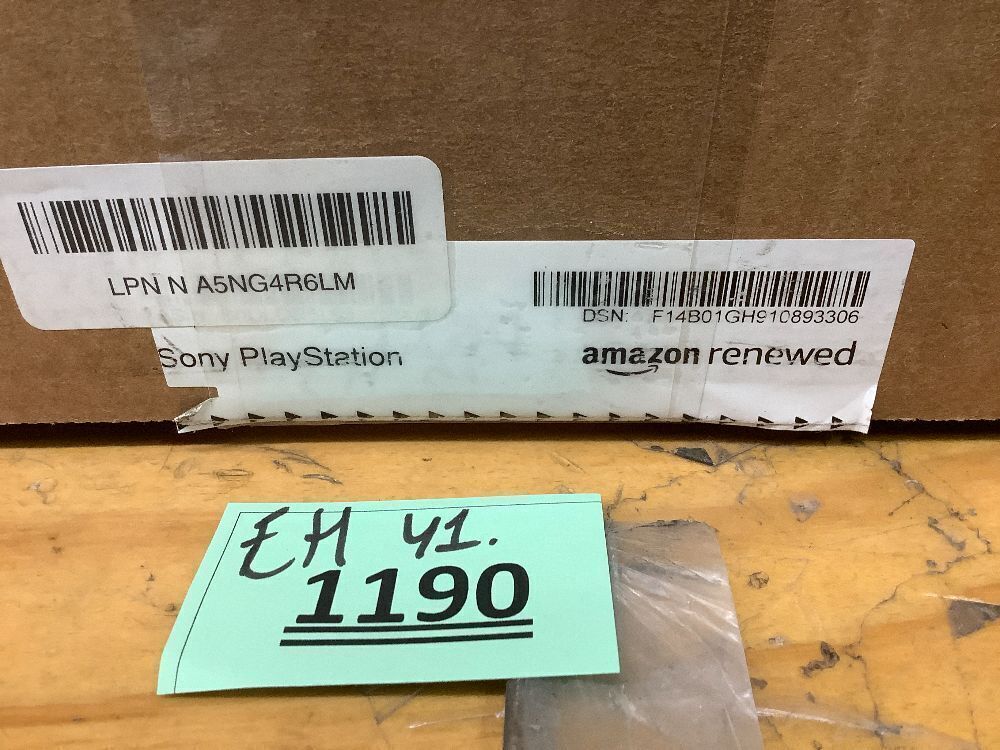 LPN N A5NG4R6LM
DSN: F14B01GH910893306
Sony PlayStation
amazon renewed
EH 41.
1190